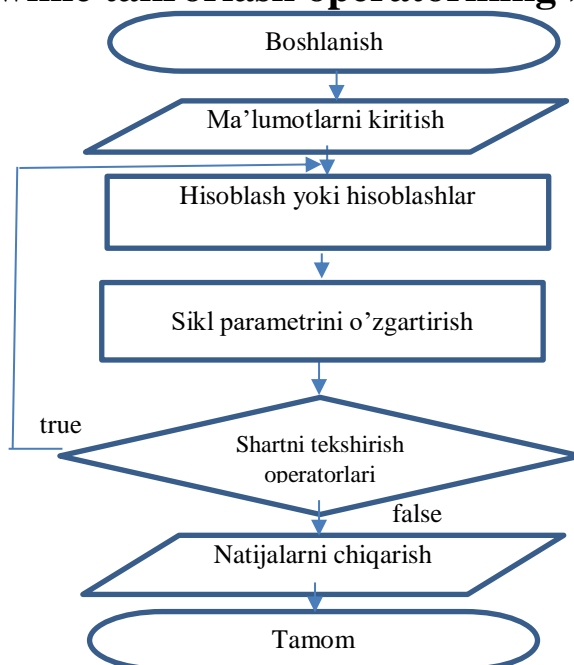 Boshlanish
Ma’lumotlarni kiritish
Hisoblash yoki hisoblashlar
Sikl parametrini o’zgartirish
true
Shartni tekshirish
operatorlari
false
Natijalarni chiqarish
Tamom